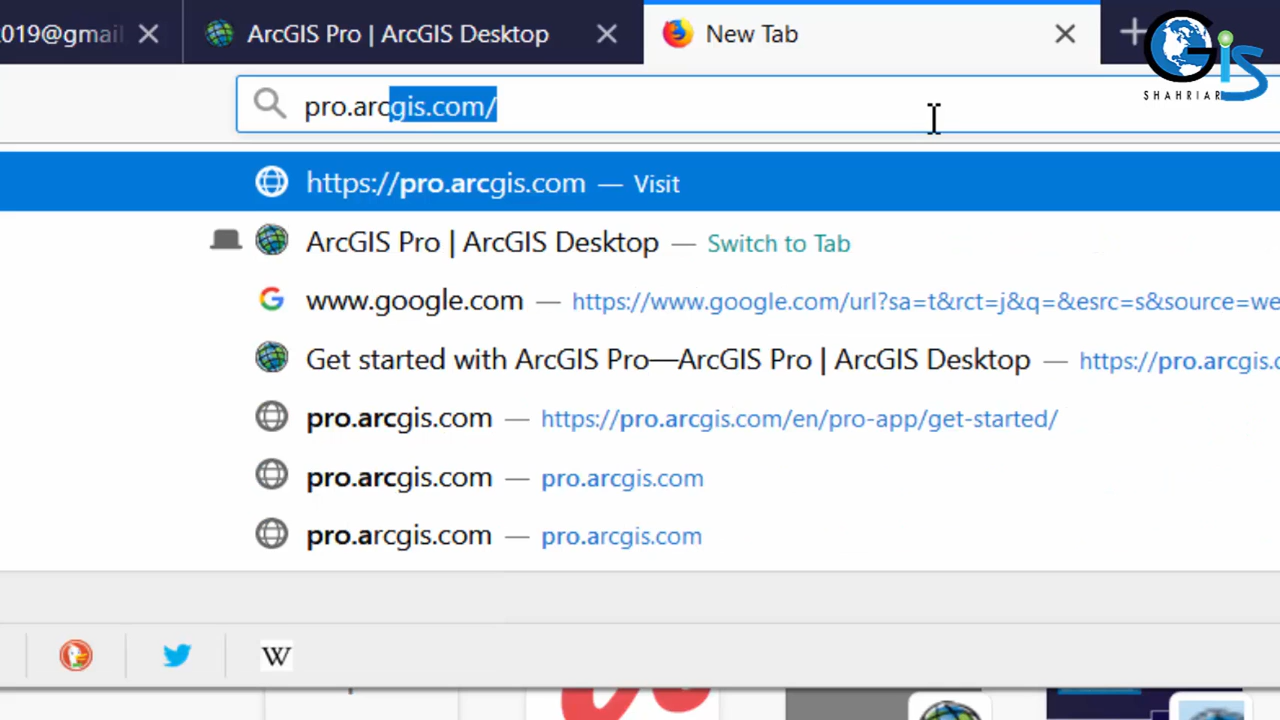 2019@gmail
ArcGIS Pro | ArcGIS Desktop
New Tab
GIS
SHAHRIAR
pro.arcgis.com/
https://pro.arcgis.com — Visit
ArcGIS Pro | ArcGIS Desktop — Switch to Tab
www.google.com — https://www.google.com/url?sa=t&rct=j&q=&esrc=s&source=we
Get started with ArcGIS Pro—ArcGIS Pro | ArcGIS Desktop — https://pro.arcgis.c
pro.arcgis.com — https://pro.arcgis.com/en/pro-app/get-started/
pro.arcgis.com — pro.arcgis.com
pro.arcgis.com — pro.arcgis.com
W